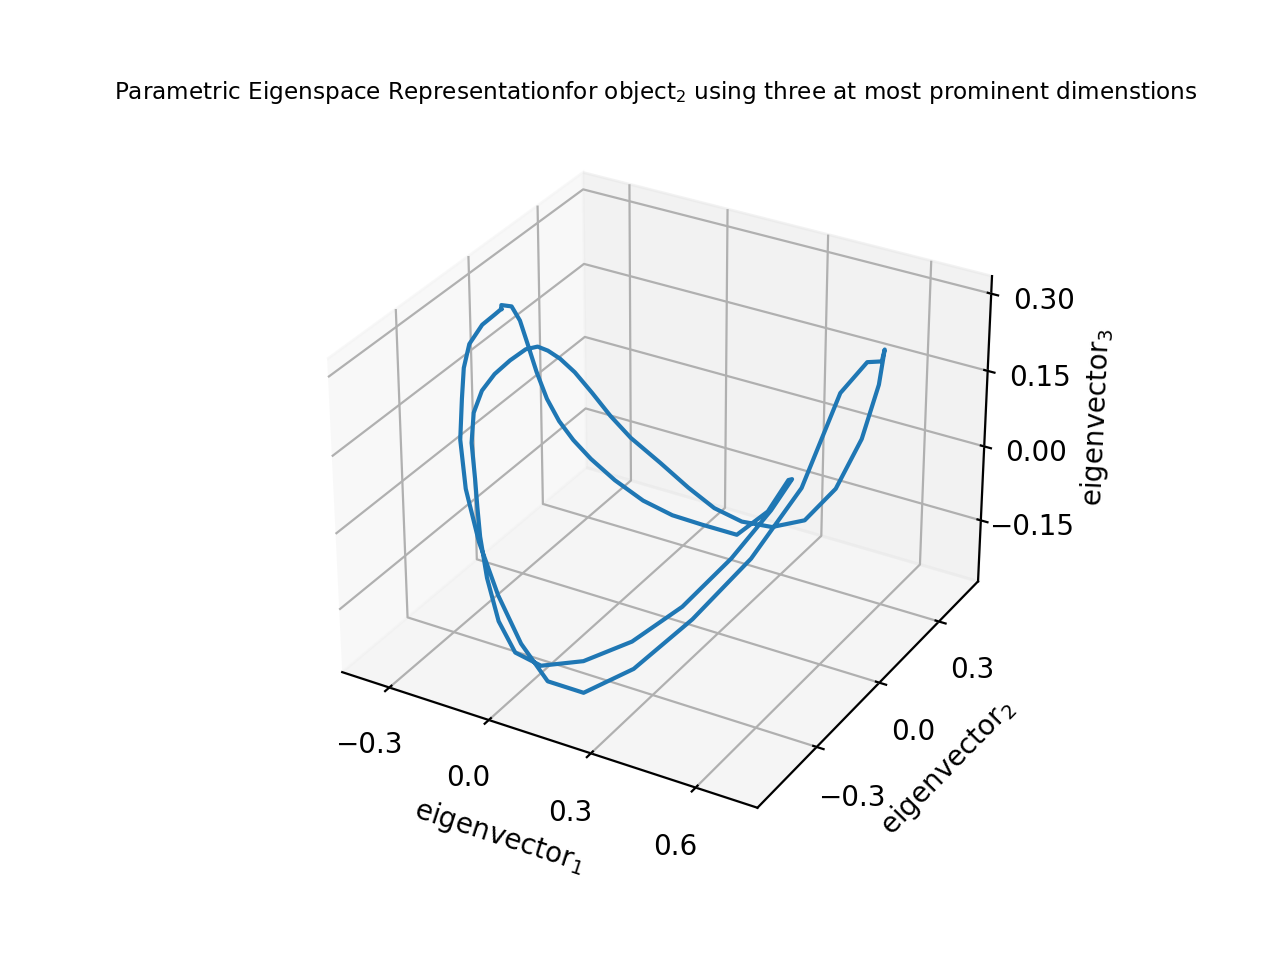 Parametric Eigenspace Representationfor object₂ using three at most prominent dimenstions
0.30
0.15
0.00
−0.15
eigenvector₃
0.3
0.0
−0.3
eigenvector₂
−0.3
0.0
0.3
0.6
eigenvector₁